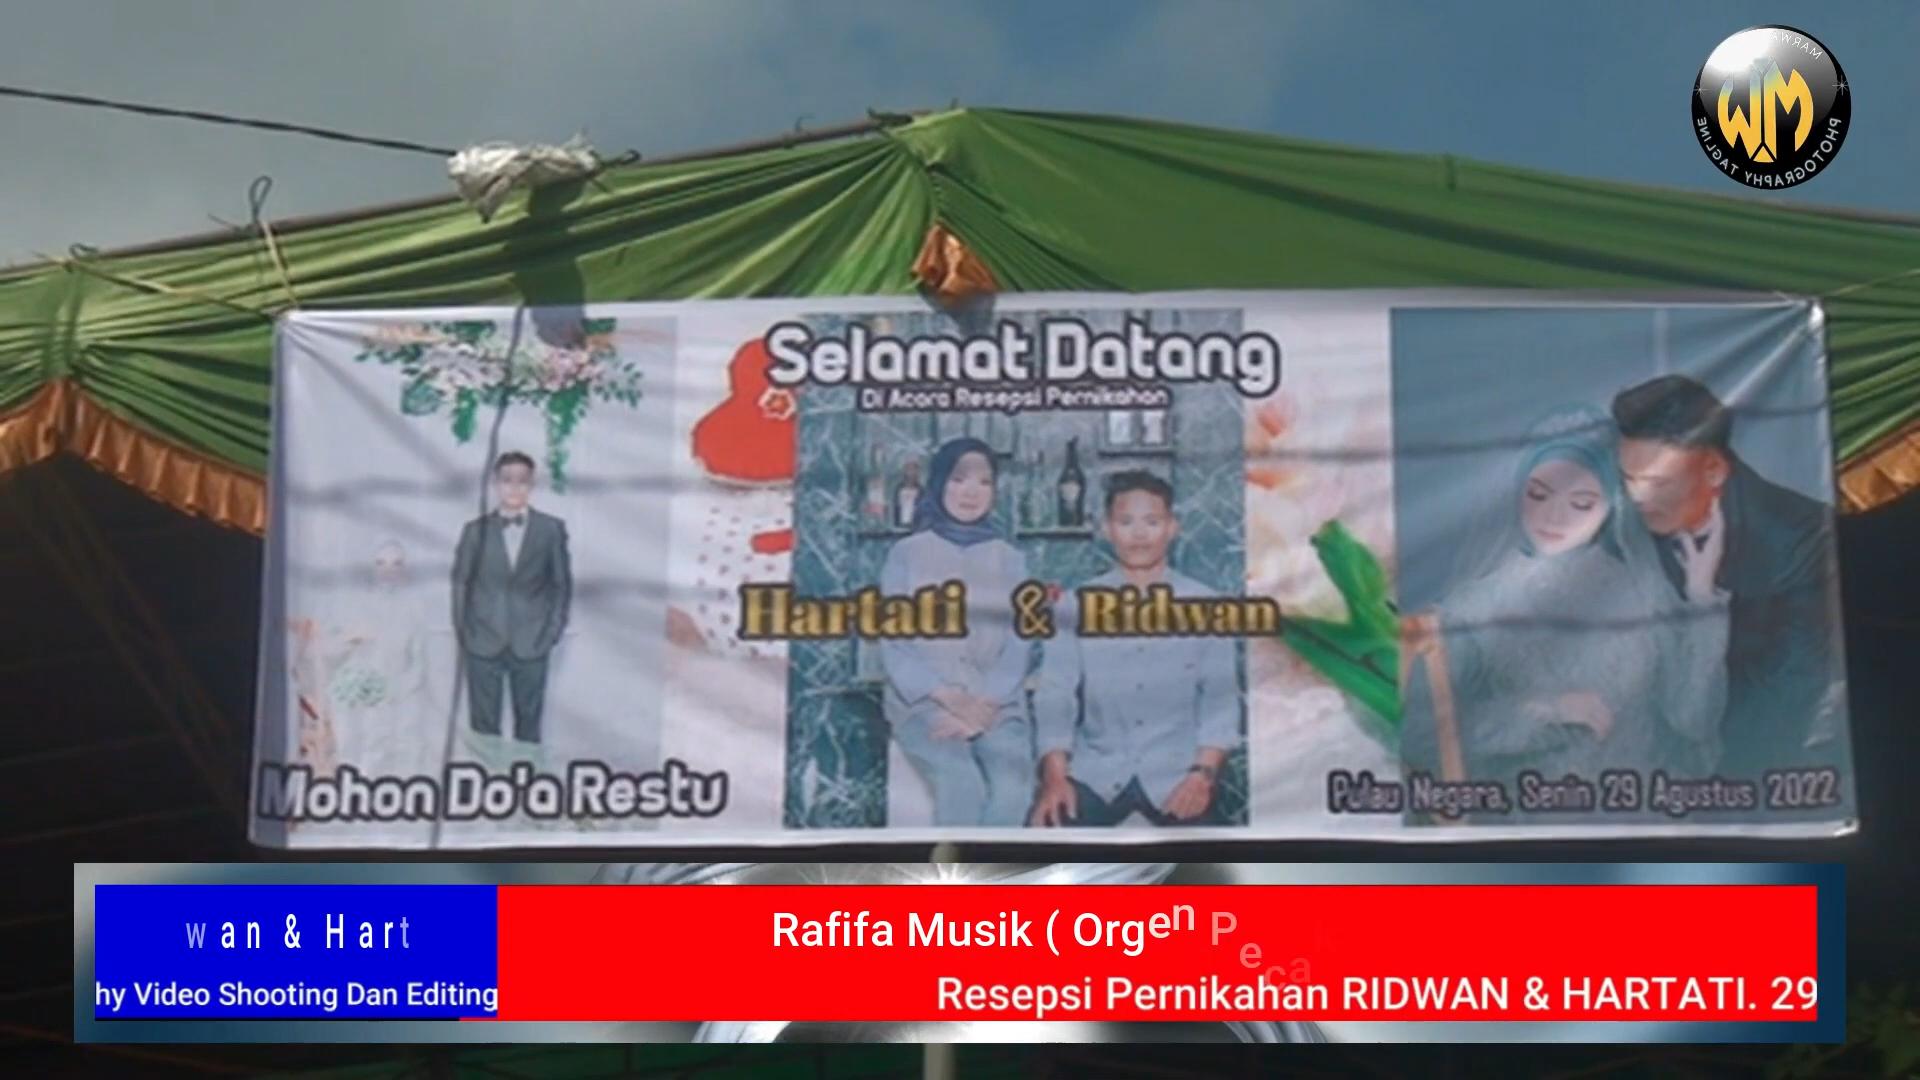 MARWA
PHOTOGRAPHY TAGLINE
WM
Selamat Datang
Di Acara Resepsi Pernikahan
Hartati & Ridwan
Mohon Do'a Restu
Pulau Negara, Senin 29 Agustus 2022
wan & Hart
Rafifa Musik ( Orgen Peca
hy Video Shooting Dan Editing
Resepsi Pernikahan RIDWAN & HARTATI. 29